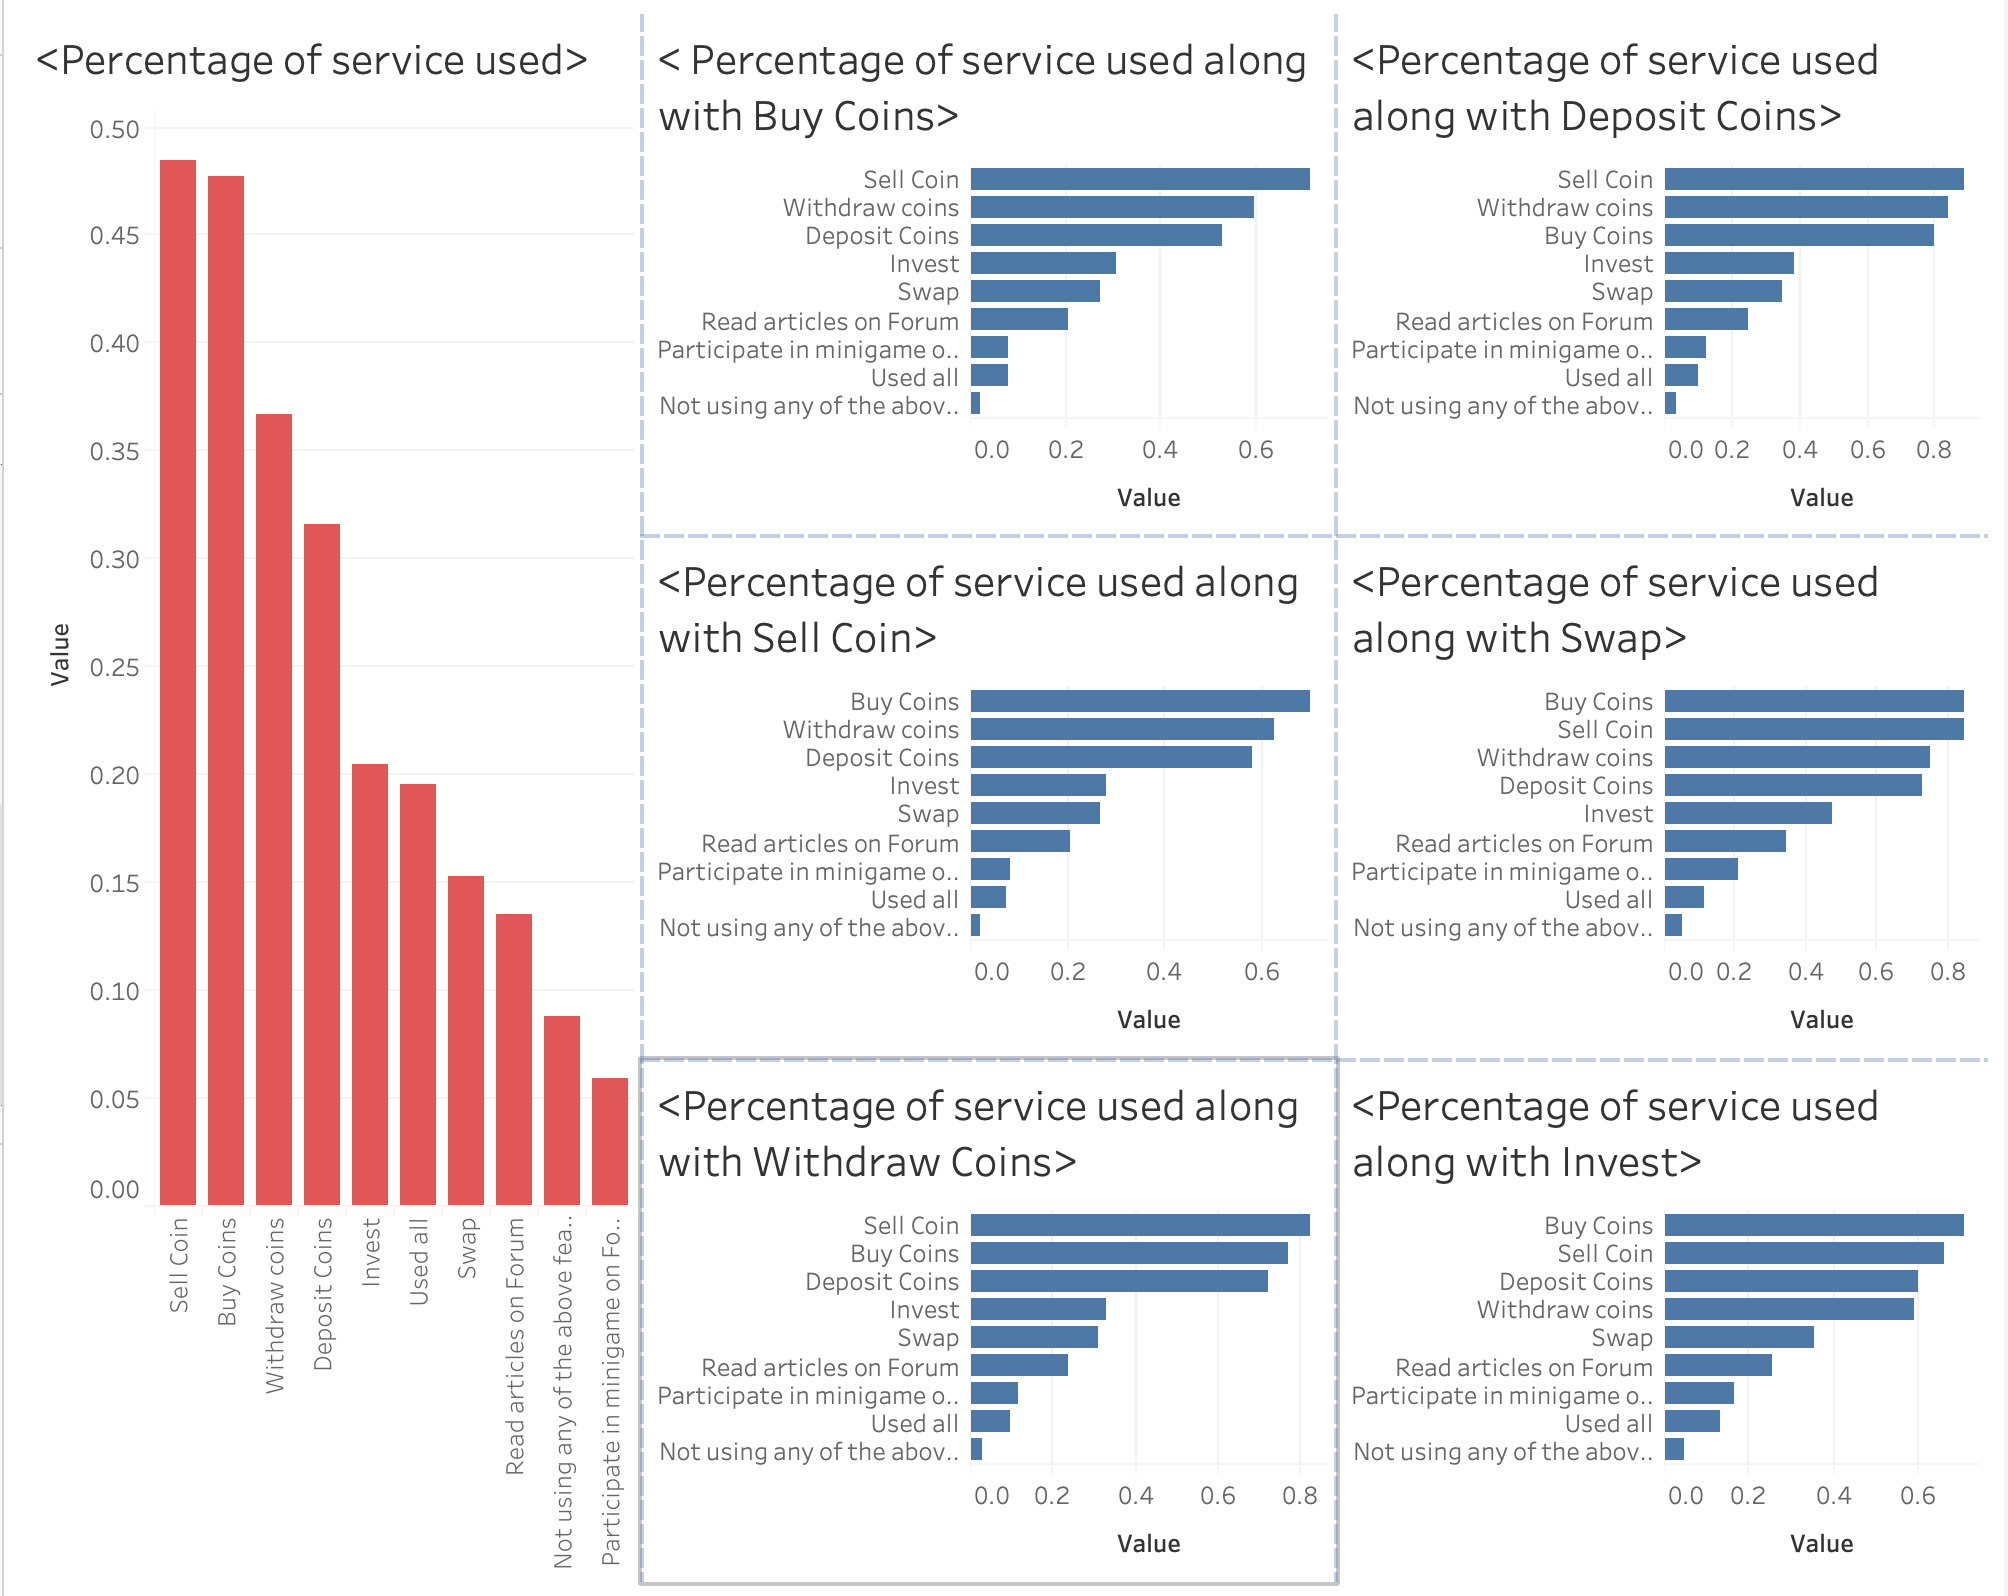 <Percentage of service used>
0.50
0.45
0.40
0.35
0.30
0.25
0.20
0.15
0.10
0.05
0.00
Value
Sell Coin
Buy Coins
Withdraw coins
Deposit Coins
Invest
Used all
Swap
Read articles on Forum
Not using any of the above fea..
Participate in minigame on Fo..
< Percentage of service used along
with Buy Coins>
Sell Coin
Withdraw coins
Deposit Coins
Invest
Swap
Read articles on Forum
Participate in minigame o..
Used all
Not using any of the abov..
0.0 0.2 0.4 0.6
Value
<Percentage of service used
along with Deposit Coins>
Sell Coin
Withdraw coins
Buy Coins
Invest
Swap
Read articles on Forum
Participate in minigame o..
Used all
Not using any of the abov..
0.0 0.2 0.4 0.6 0.8
Value
<Percentage of service used along
with Sell Coin>
Buy Coins
Withdraw coins
Deposit Coins
Invest
Swap
Read articles on Forum
Participate in minigame o..
Used all
Not using any of the abov..
0.0 0.2 0.4 0.6
Value
<Percentage of service used
along with Swap>
Buy Coins
Sell Coin
Withdraw coins
Deposit Coins
Invest
Read articles on Forum
Participate in minigame o..
Used all
Not using any of the abov..
0.0 0.2 0.4 0.6 0.8
Value
<Percentage of service used along
with Withdraw Coins>
Sell Coin
Buy Coins
Deposit Coins
Invest
Swap
Read articles on Forum
Participate in minigame o..
Used all
Not using any of the abov..
0.0 0.2 0.4 0.6 0.8
Value
<Percentage of service used
along with Invest>
Buy Coins
Sell Coin
Deposit Coins
Withdraw coins
Swap
Read articles on Forum
Participate in minigame o..
Used all
Not using any of the abov..
0.0 0.2 0.4 0.6
Value